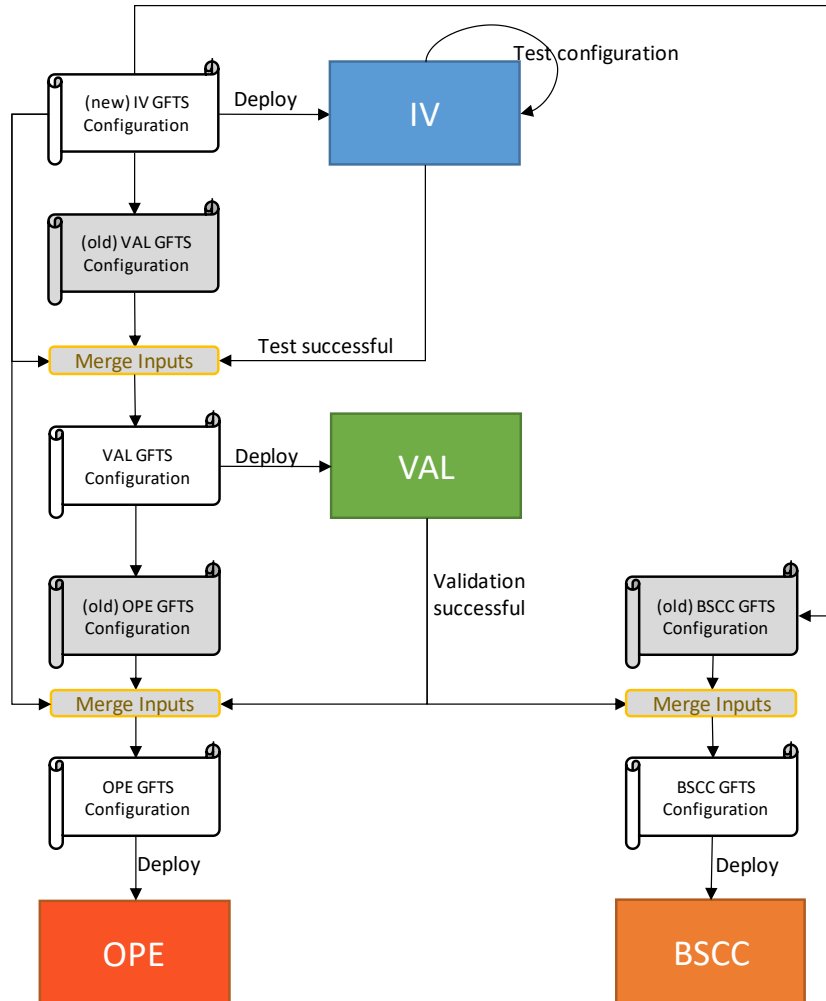 Test configuration
(new) IV GFTS
Configuration
Deploy
IV
(old) VAL GFTS
Configuration
Merge Inputs
Test successful
VAL GFTS
Configuration
Deploy
VAL
Validation
successful
(old) OPE GFTS
Configuration
(old) BSCC GFTS
Configuration
Merge Inputs
Merge Inputs
OPE GFTS
Configuration
BSCC GFTS
Configuration
Deploy
Deploy
OPE
BSCC